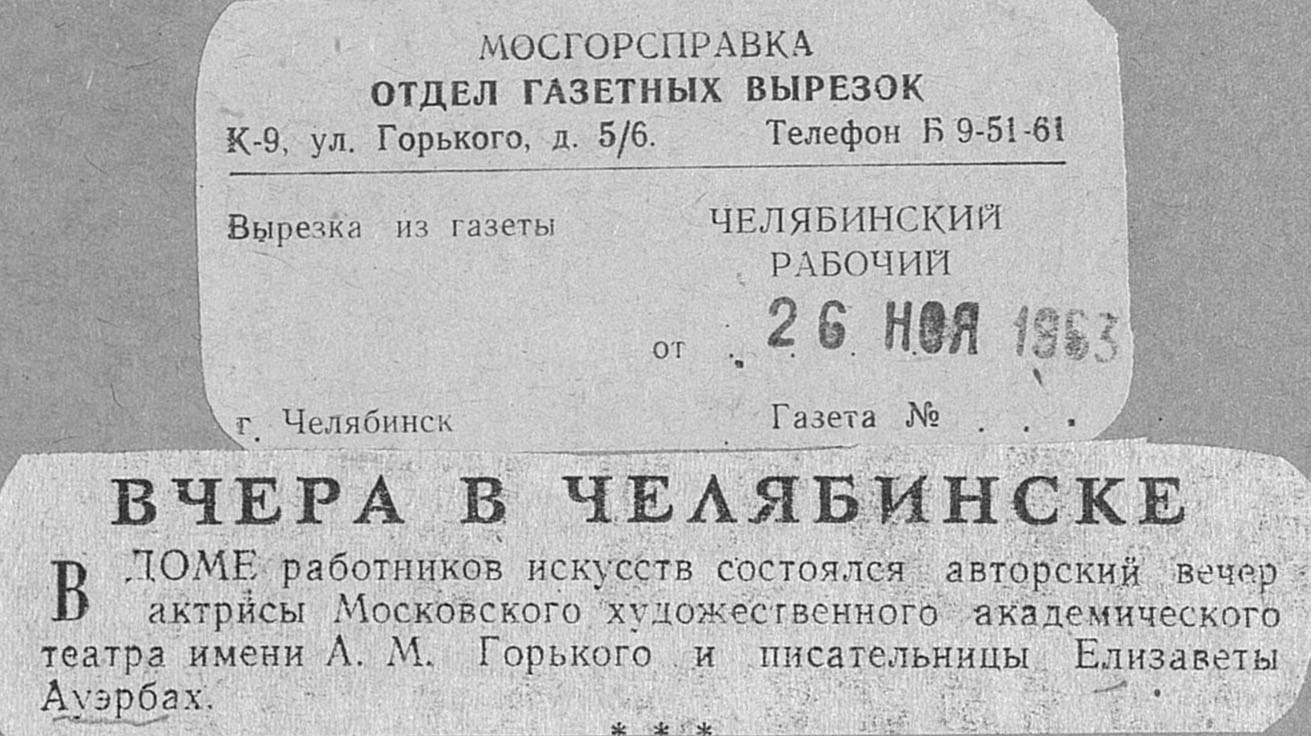 МОСГОРСПРАВКА
ОТДЕЛ ГАЗЕТНЫХ ВЫРЕЗОК
К-9, ул. Горького, д. 5/6. Телефон Б 9-51-61
Вырезка из газеты ЧЕЛЯБИНСКИЙ
РАБОЧИЙ
от 26 НОЯ 1963
г. Челябинск Газета № . . .
ВЧЕРА В ЧЕЛЯБИНСКЕ
В ДОМЕ работников искусств состоялся авторский вечер
актрисы Московского художественного академического
театра имени А. М. Горького и писательницы Елизаветы
Ауэрбах.
* * *